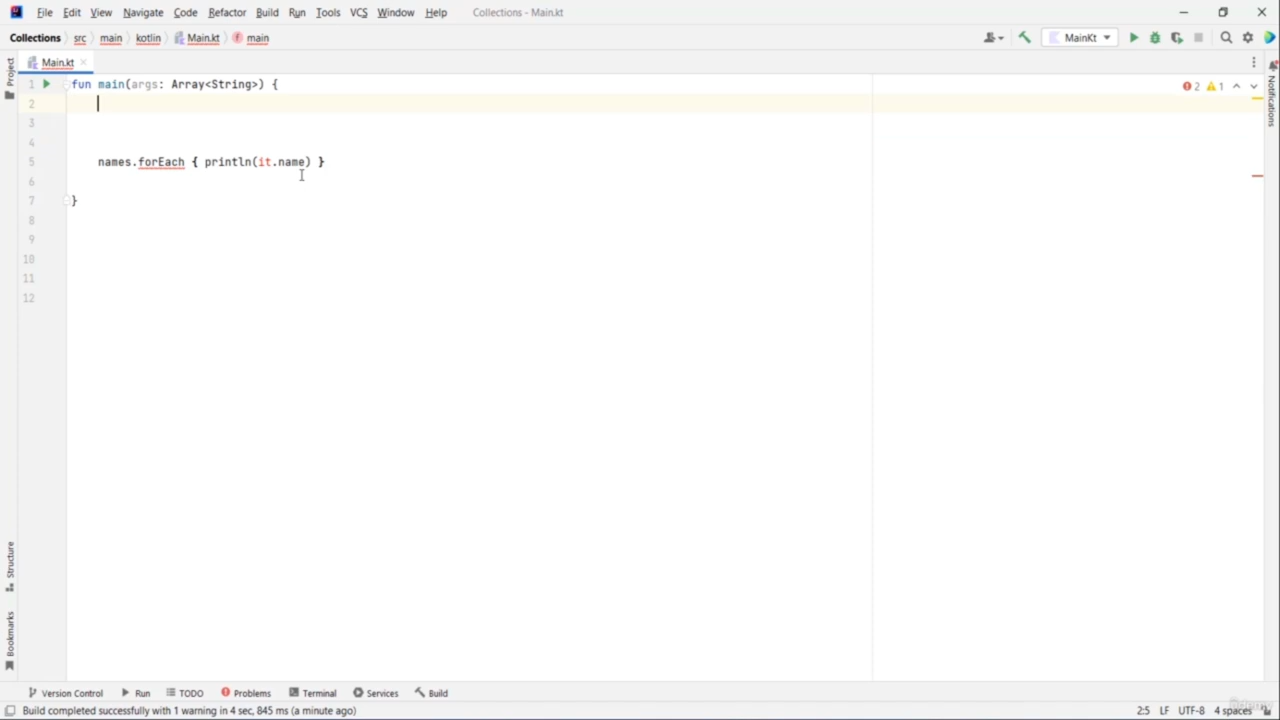 File Edit View Navigate Code Refactor Build Run Tools VCS Window Help Collections - Main.kt
Collections src main kotlin Main.kt main MainKt
Project
Main.kt
Notifications
1 fun main(args: Array<String>) { 2 1
2
3
4
5 names.forEach { println(it.name) }
6
7 }
8
9
10
11
12
Structure
Bookmarks
Version Control Run TODO Problems Terminal Services Build
Build completed successfully with 1 warning in 4 sec, 845 ms (a minute ago) 2:5 LF UTF-8 4 spaces